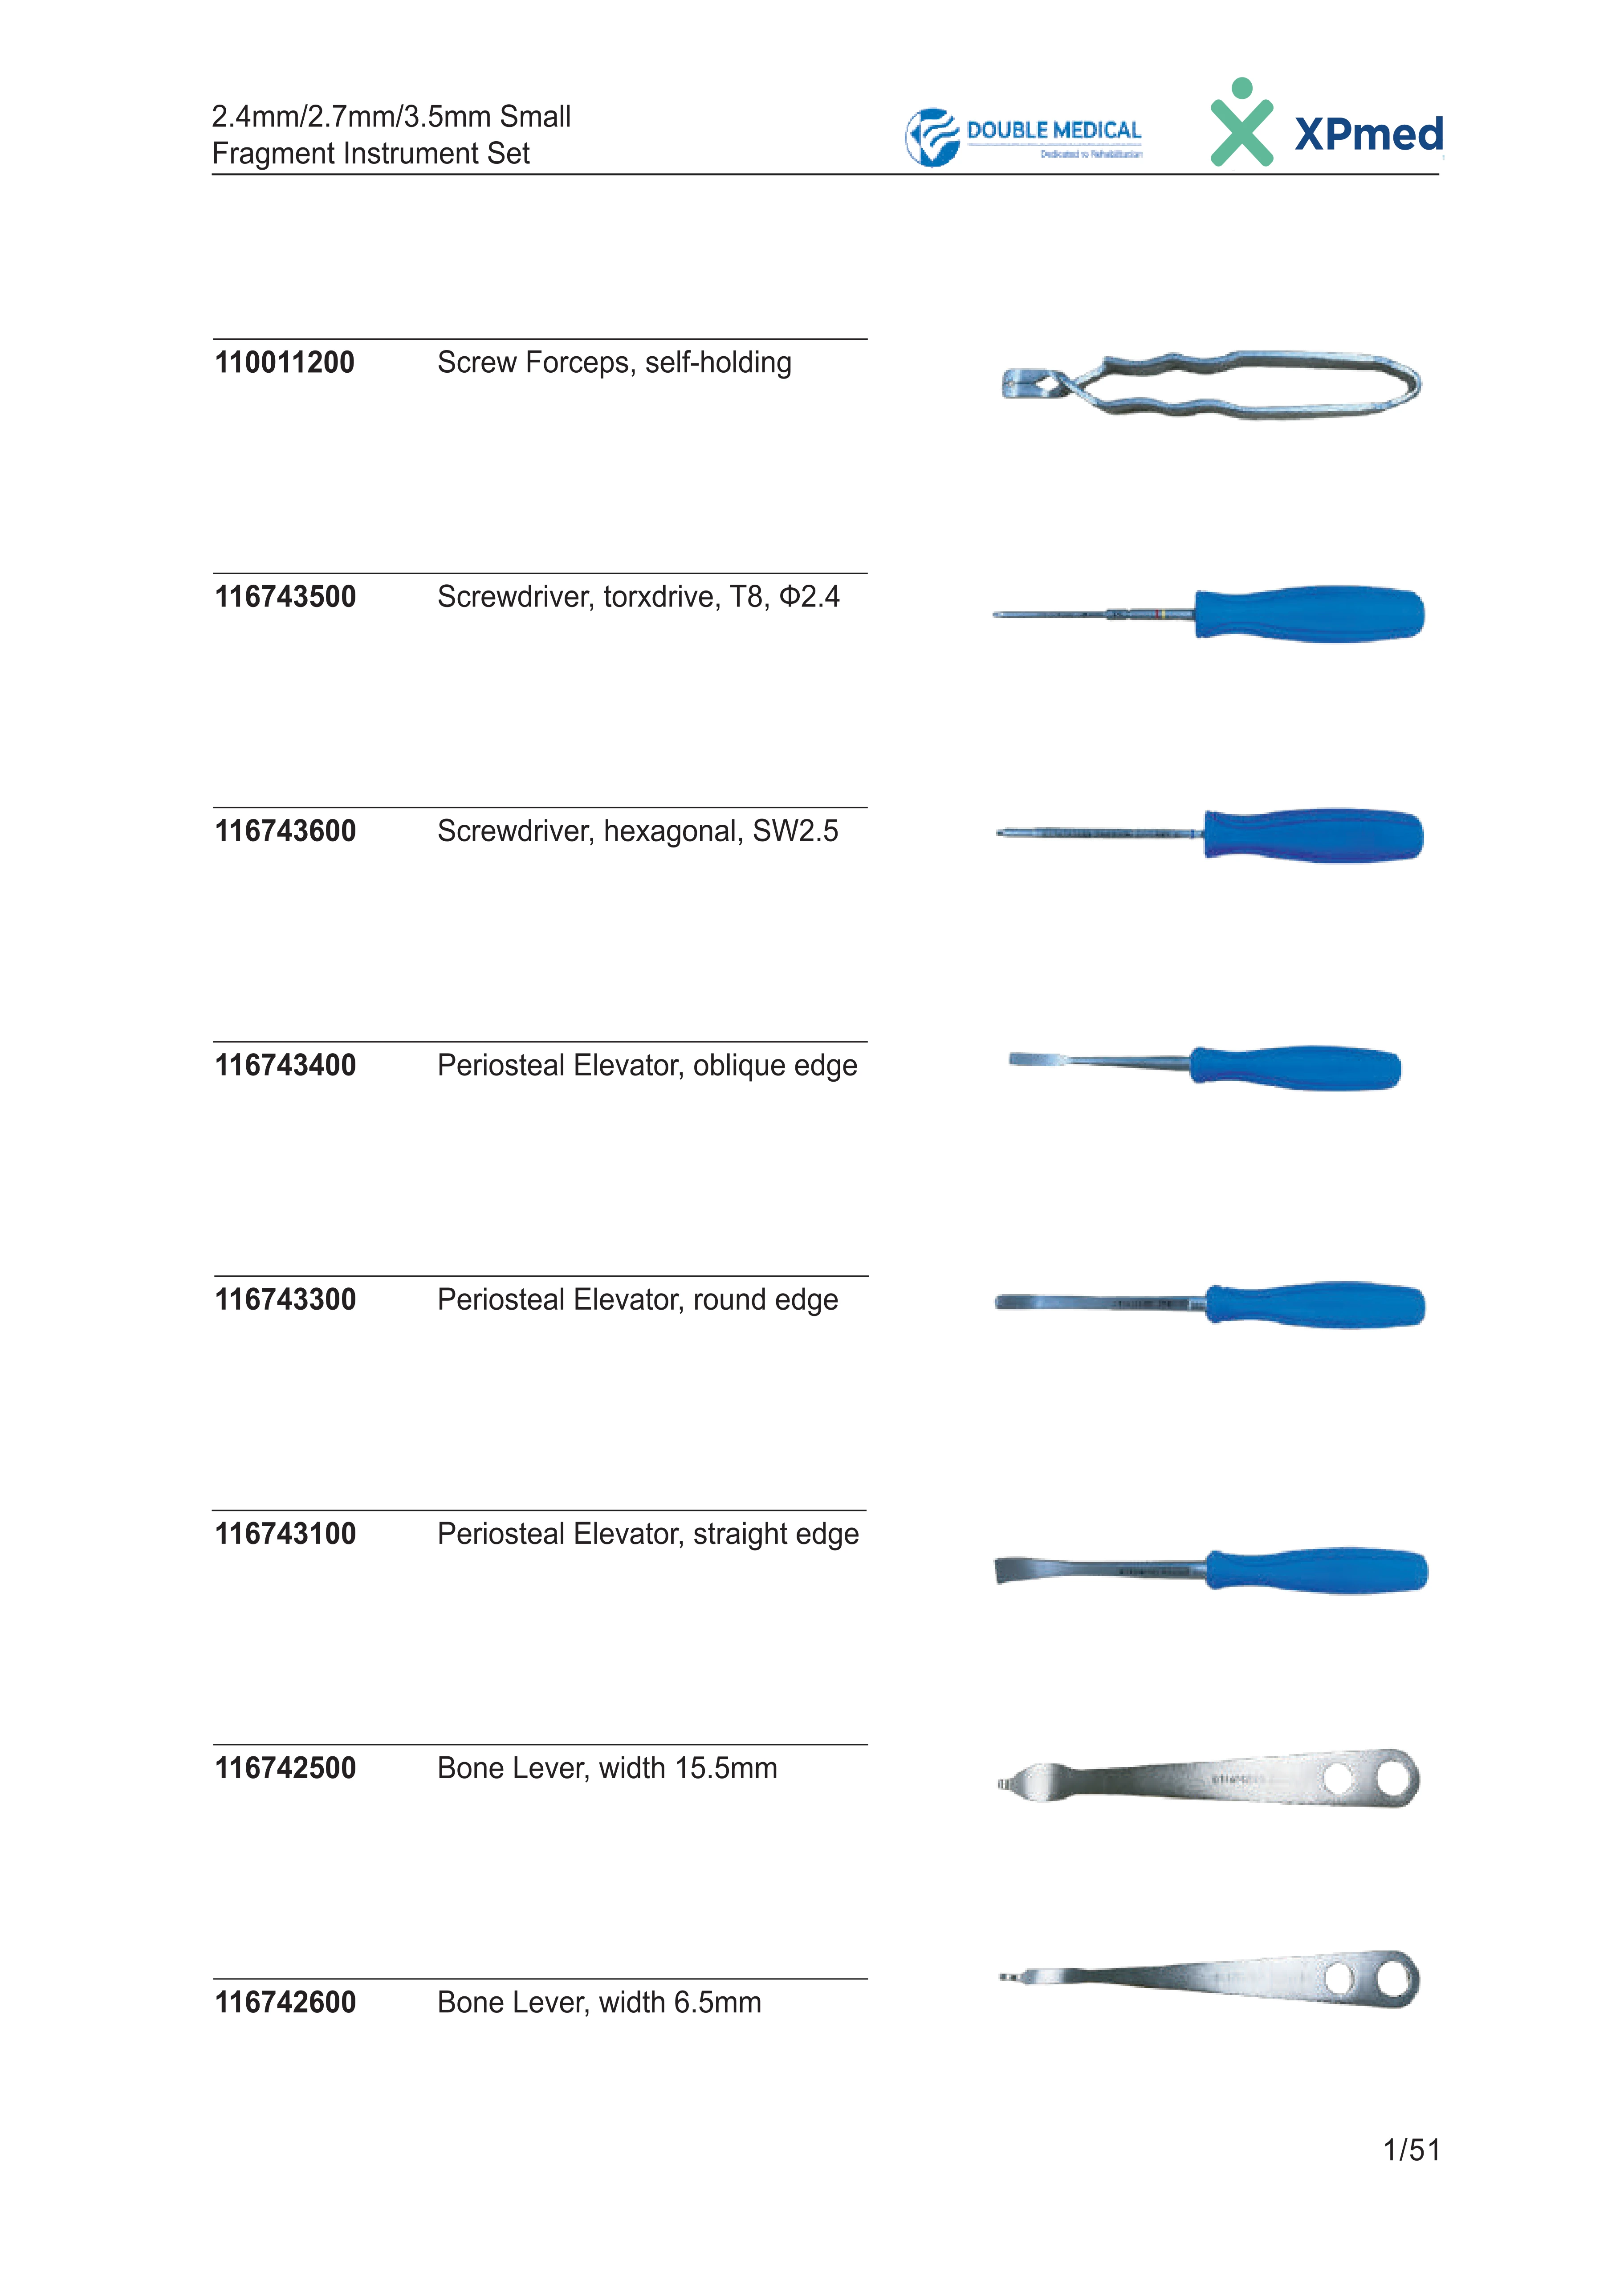 2.4mm/2.7mm/3.5mm Small
Fragment Instrument Set
DOUBLE MEDICAL
Dedicated to Rehabilitation
XPmed
110011200 Screw Forceps, self-holding
116743500 Screwdriver, torxdrive, T8, Φ2.4
116743600 Screwdriver, hexagonal, SW2.5
116743400 Periosteal Elevator, oblique edge
116743300 Periosteal Elevator, round edge
116743100 Periosteal Elevator, straight edge
116742500 Bone Lever, width 15.5mm
116742600 Bone Lever, width 6.5mm
1/51